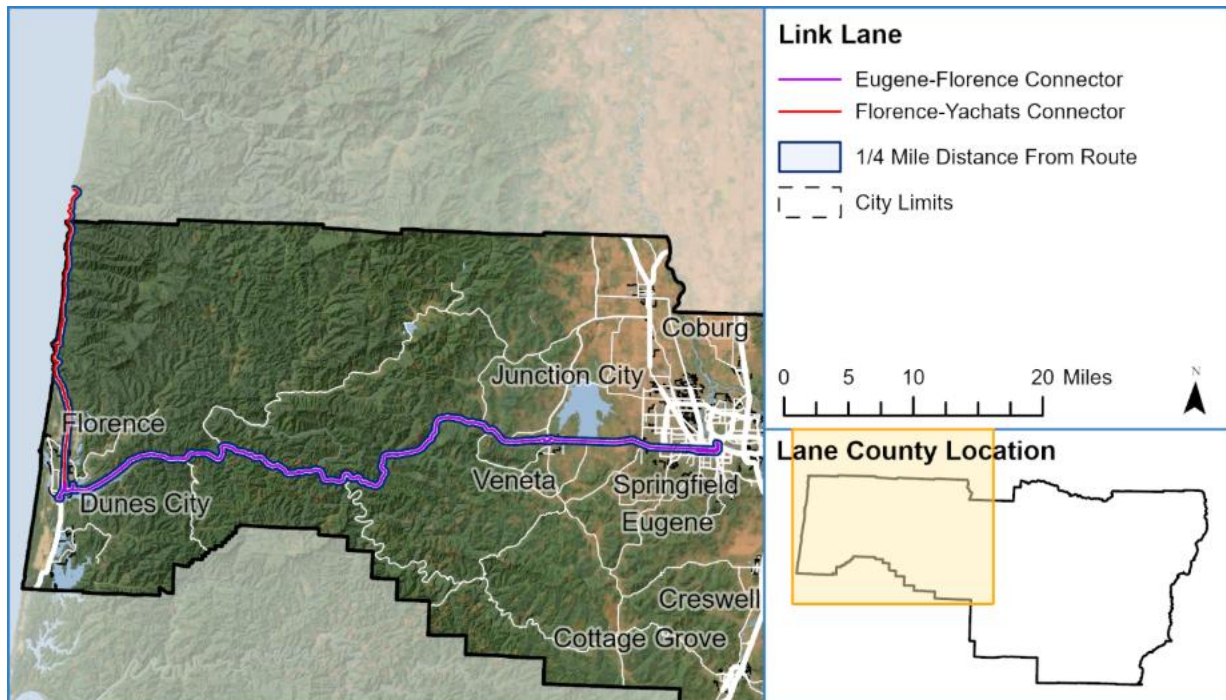 Link Lane
Eugene-Florence Connector
Florence-Yachats Connector
1/4 Mile Distance From Route
City Limits
0 5 10 20 Miles
N
Lane County Location
Coburg
Junction City
Florence
Veneta
Springfield
Dunes City
Eugene
Creswell
Cottage Grove